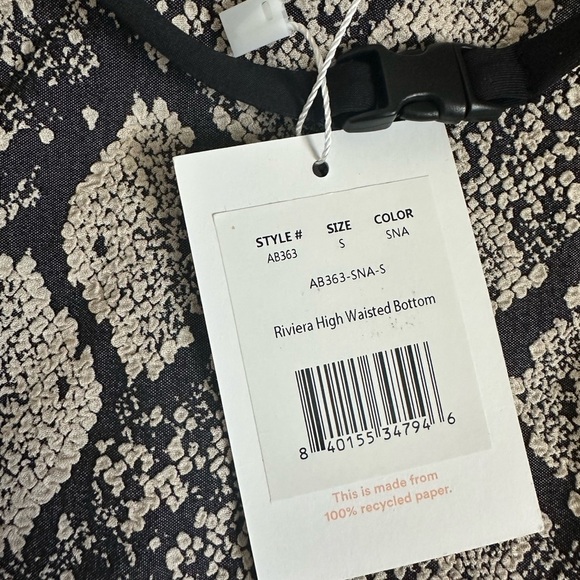 STYLE # SIZE COLOR
AB363 S SNA
AB363-SNA-S
Riviera High Waisted Bottom
8 40155 34794 6
This is made from
100% recycled paper.